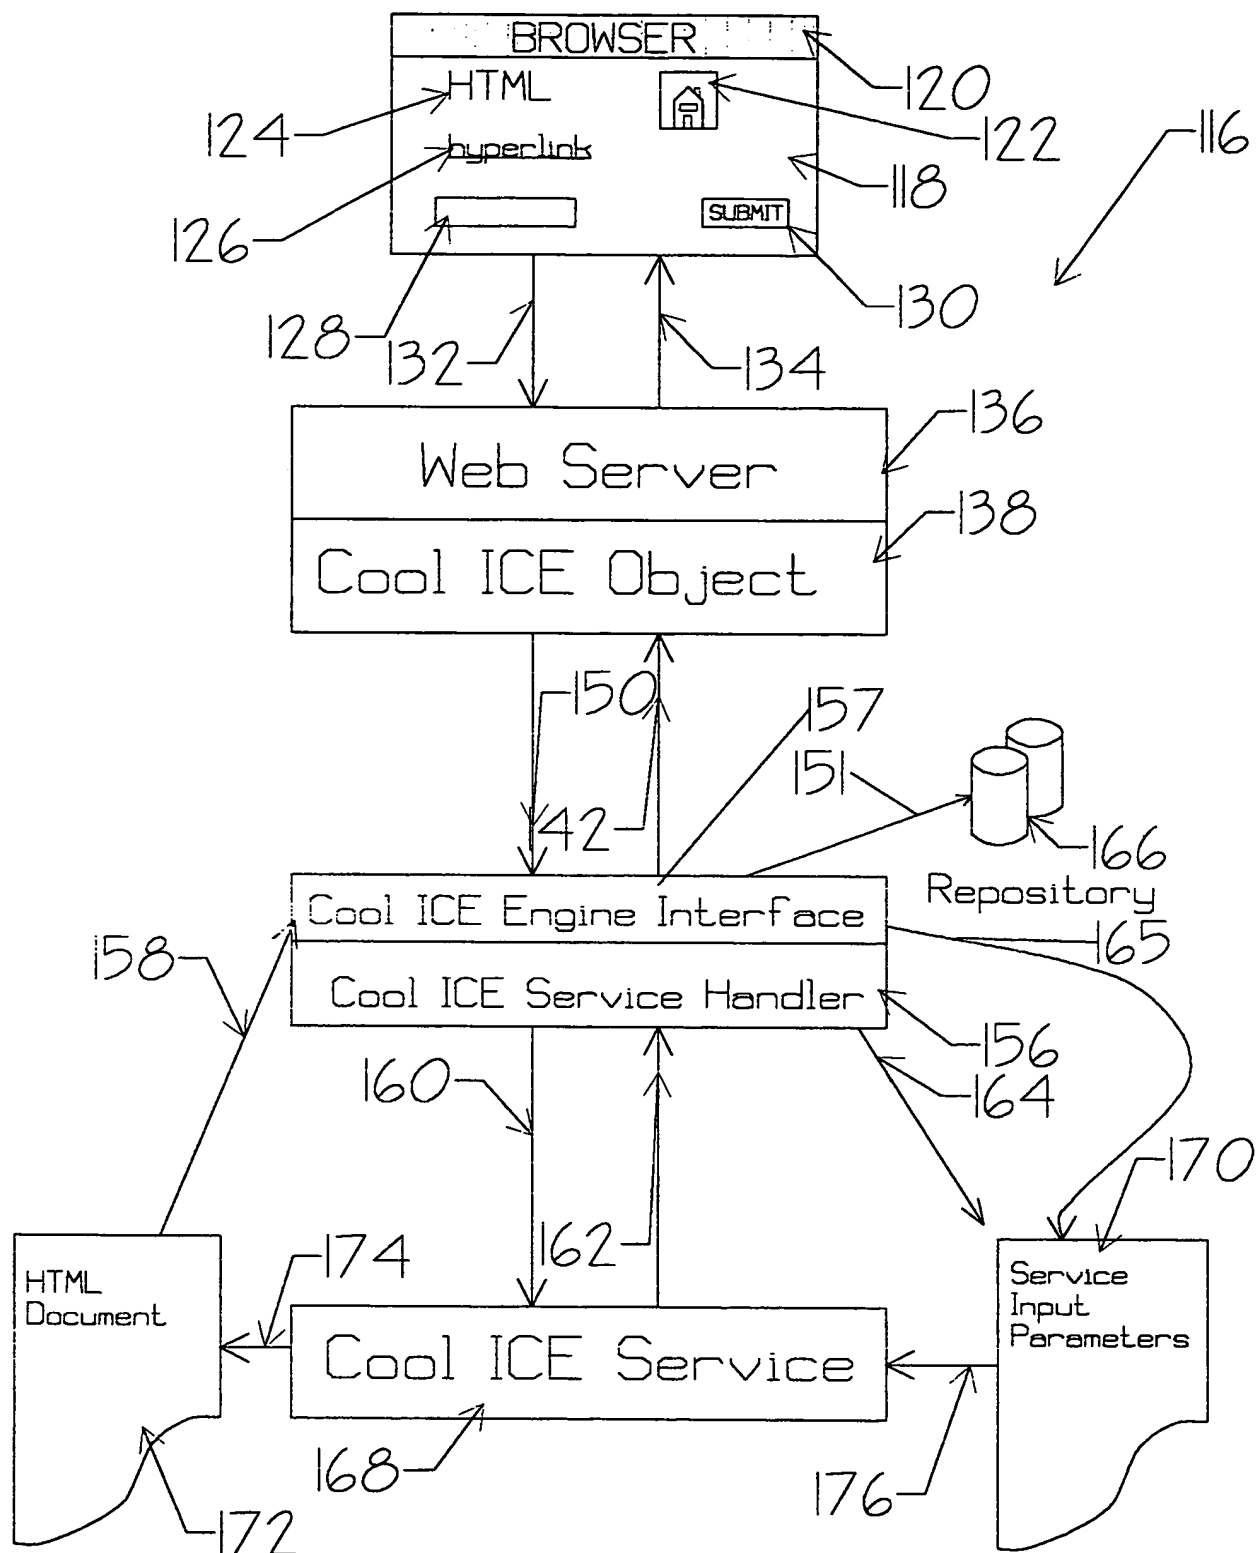 BROWSER
HTML
120
124
122
116
hyperlink
118
126
SUBMIT
130
128
132
134
136
Web Server
138
Cool ICE Object
150
157
151
142
166
Repository
Cool ICE Engine Interface
165
158
Cool ICE Service Handler
156
160
164
170
162
174
HTML
Document
Service
Input
Parameters
Cool ICE Service
168
176
172